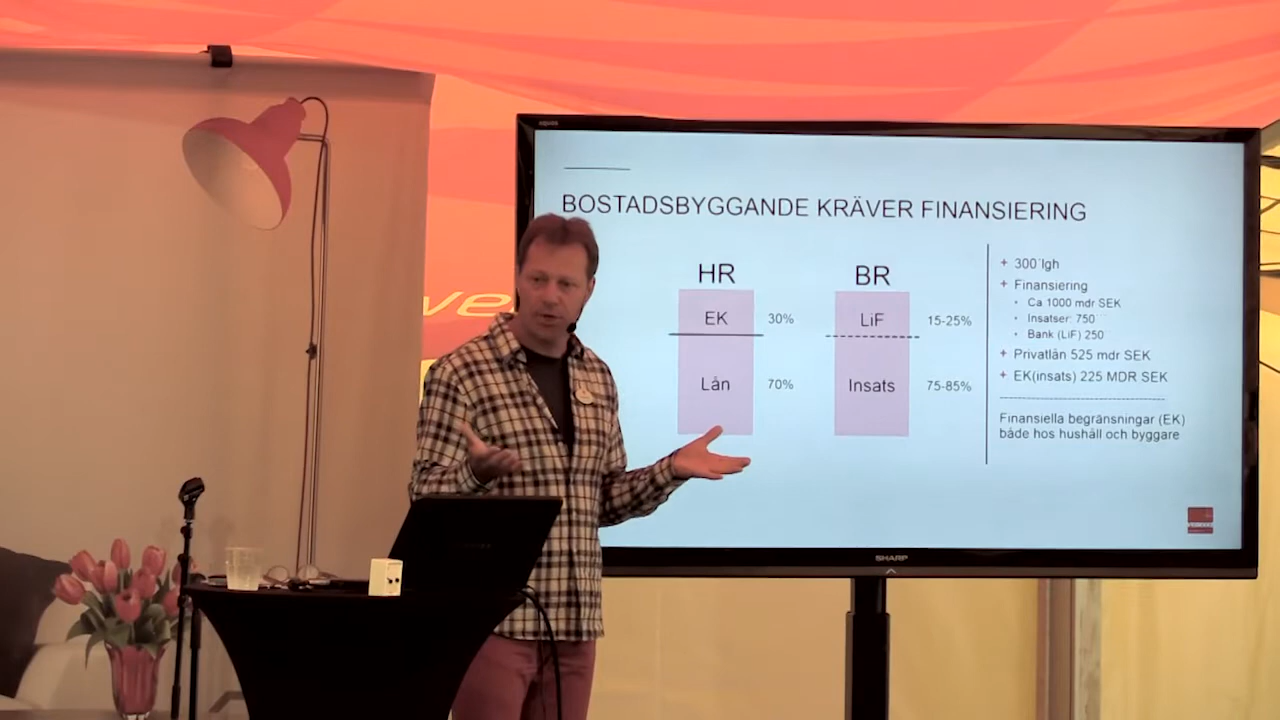 BOSTADSBYGGANDE KRÄVER FINANSIERING
HR
EK
30%
Lån
70%
BR
LiF
15-25%
Insats
75-85%
+ 300´lgh
+ Finansiering
• Ca 1000 mdr SEK
• Insatser: 750
• Bank (LiF) 250
+ Privatlån 525 mdr SEK
+ EK(insats) 225 MDR SEK
Finansiella begränsningar (EK)
både hos hushåll och byggare
SHARP
ve